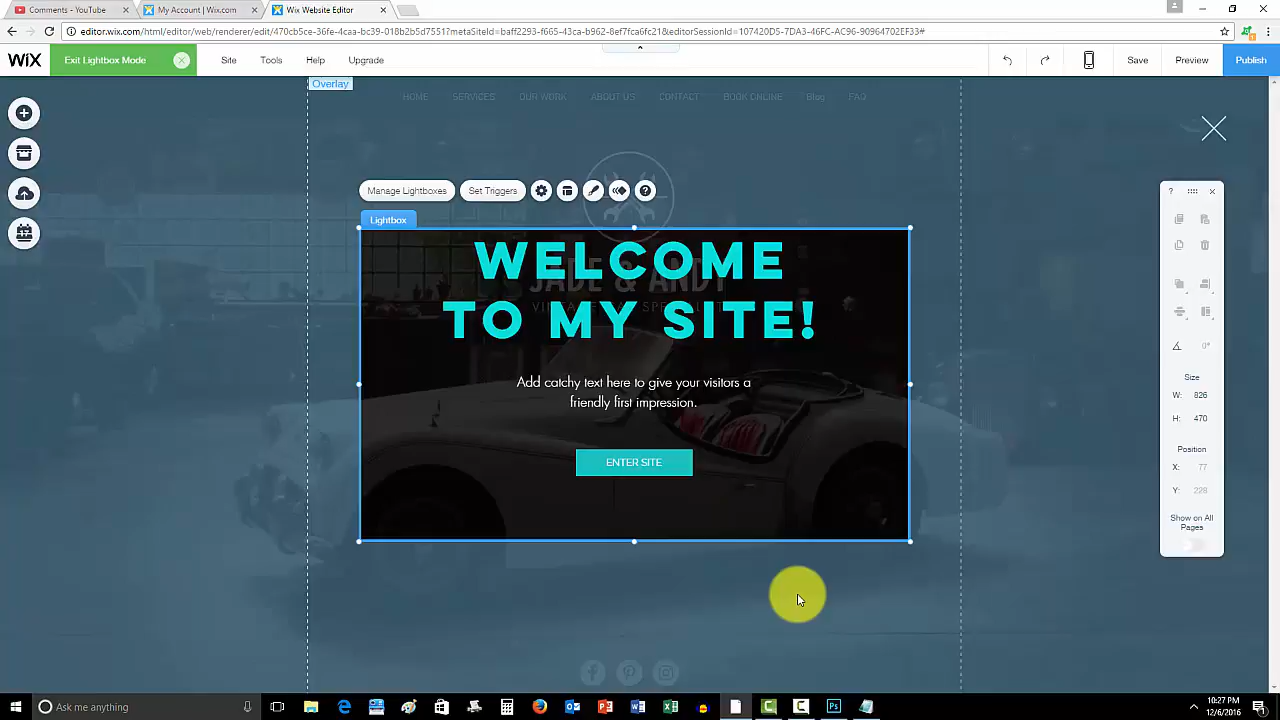 Comments - YouTube
My Account | Wix.com
Wix Website Editor
editor.wix.com/html/editor/web/renderer/edit/470cb5ce-36fe-4caa-bc39-018b2b5d7551?metaSiteId=baff2293-f665-43ca-b962-8ef7fca6fc21&editorSessionId=107420D5-7DA3-46FC-AC96-90964702EF33#
WiX
Exit Lightbox Mode
Site
Tools
Help
Upgrade
Save
Preview
Publish
Overlay
HOME
SERVICES
OUR WORK
ABOUT US
CONTACT
BOOK ONLINE
Blog
FAQ
Manage Lightboxes
Set Triggers
Lightbox
WELCOME
JADE & ANDY
TO MY SITE!
Add catchy text here to give your visitors a
friendly first impression.
ENTER SITE
Size
W: 826
H: 470
Position
X: 77
Y: 228
Show on All
Pages
Ask me anything
10:27 PM
12/6/2016